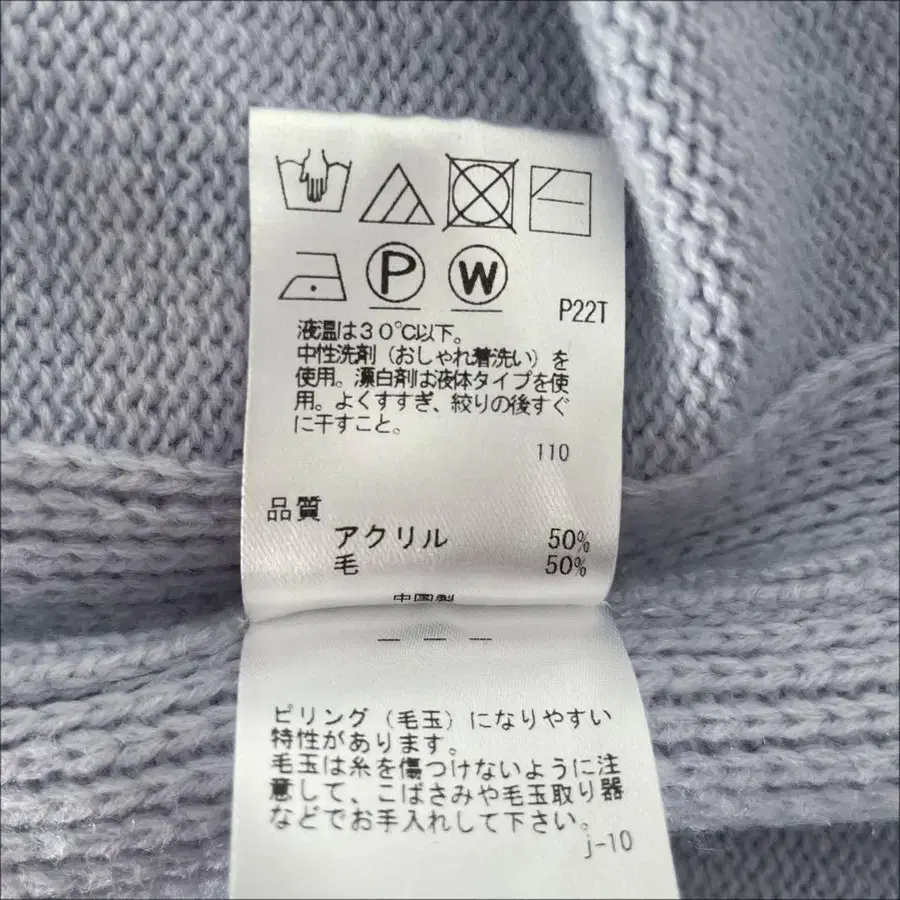 P W
P22T
液温は30℃以下。
中性洗剤（おしゃれ着洗い）を
使用。漂白剤は液体タイプを使
用。よくすすぎ、絞りの後すぐ
に干すこと。
110
品質
アクリル 50%
毛 50%
中国製
ピリング（毛玉）になりやすい
特性があります。
毛玉は糸を傷つけないように注
意して、こばさみや毛玉取り器
などでお手入れして下さい。
j-10